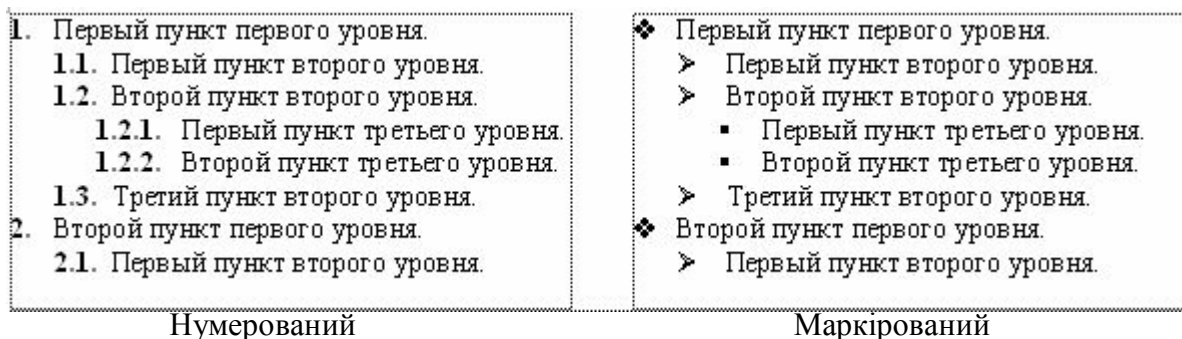 1. Первый пункт первого уровня.
1.1. Первый пункт второго уровня.
1.2. Второй пункт второго уровня.
1.2.1. Первый пункт третьего уровня.
1.2.2. Второй пункт третьего уровня.
1.3. Третий пункт второго уровня.
2. Второй пункт первого уровня.
2.1. Первый пункт второго уровня.
Нумерований
❖ Первый пункт первого уровня.
➢ Первый пункт второго уровня.
➢ Второй пункт второго уровня.
▪ Первый пункт третьего уровня.
▪ Второй пункт третьего уровня.
➢ Третий пункт второго уровня.
❖ Второй пункт первого уровня.
➢ Первый пункт второго уровня.
Маркірований